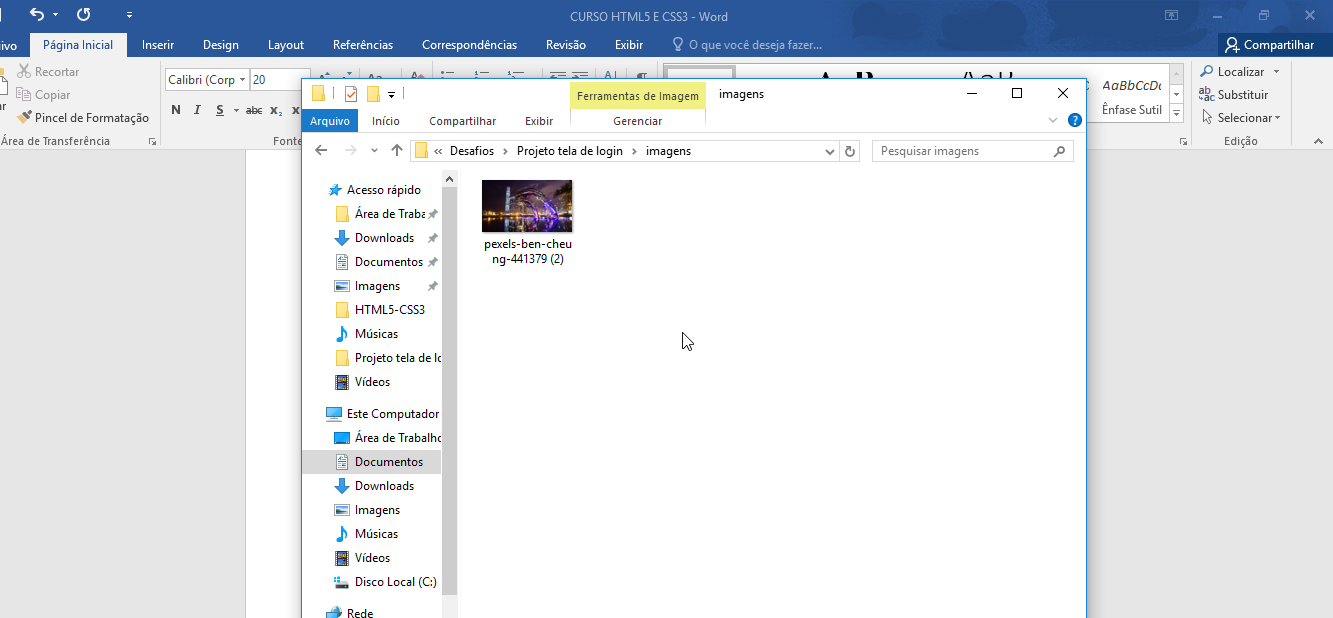 CURSO HTML5 E CSS3 - Word
ivo
Página Inicial
Inserir
Design
Layout
Referências
Correspondências
Revisão
Exibir
O que você deseja fazer...
Compartilhar
Recortar
Copiar
Pincel de Formatação
Área de Transferência
Calibri (Corp
20
N I S abc x₂ x
Fonte
AaBbCcDc
Ênfase Sutil
Localizar
Substituir
Selecionar
Edição
Ferramentas de Imagem
imagens
Arquivo
Início
Compartilhar
Exibir
Gerenciar
« Desafios › Projeto tela de login › imagens
Pesquisar imagens
Acesso rápido
Área de Traba
Downloads
Documentos
Imagens
HTML5-CSS3
Músicas
Projeto tela de lo
Vídeos
Este Computador
Área de Trabalho
Documentos
Downloads
Imagens
Músicas
Vídeos
Disco Local (C:)
Rede
pexels-ben-cheu
ng-441379 (2)